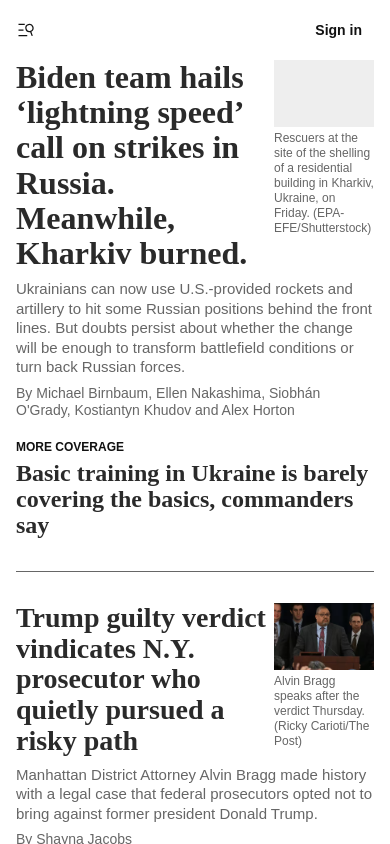 Sign in
Biden team hails
‘lightning speed’
call on strikes in
Russia.
Meanwhile,
Kharkiv burned.
Rescuers at the
site of the shelling
of a residential
building in Kharkiv,
Ukraine, on
Friday. (EPA-
EFE/Shutterstock)
Ukrainians can now use U.S.-provided rockets and
artillery to hit some Russian positions behind the front
lines. But doubts persist about whether the change
will be enough to transform battlefield conditions or
turn back Russian forces.
By Michael Birnbaum, Ellen Nakashima, Siobhán
O'Grady, Kostiantyn Khudov and Alex Horton
MORE COVERAGE
Basic training in Ukraine is barely
covering the basics, commanders
say
Trump guilty verdict
vindicates N.Y.
prosecutor who
quietly pursued a
risky path
Alvin Bragg
speaks after the
verdict Thursday.
(Ricky Carioti/The
Post)
Manhattan District Attorney Alvin Bragg made history
with a legal case that federal prosecutors opted not to
bring against former president Donald Trump.
By Shayna Jacobs